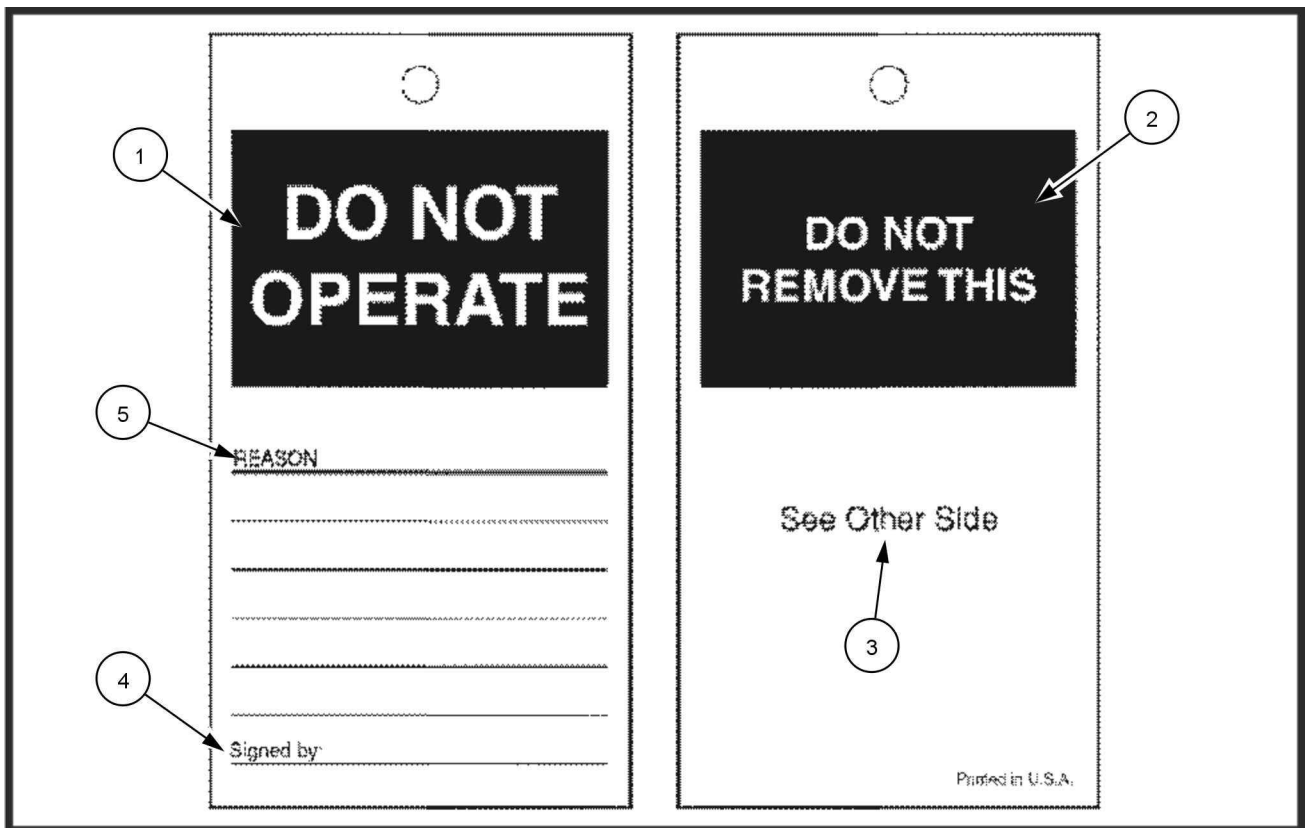 1
DO NOT
OPERATE
5
REASON
4
Signed by:
2
DO NOT
REMOVE THIS
See Other Side
3
Printed in U.S.A.